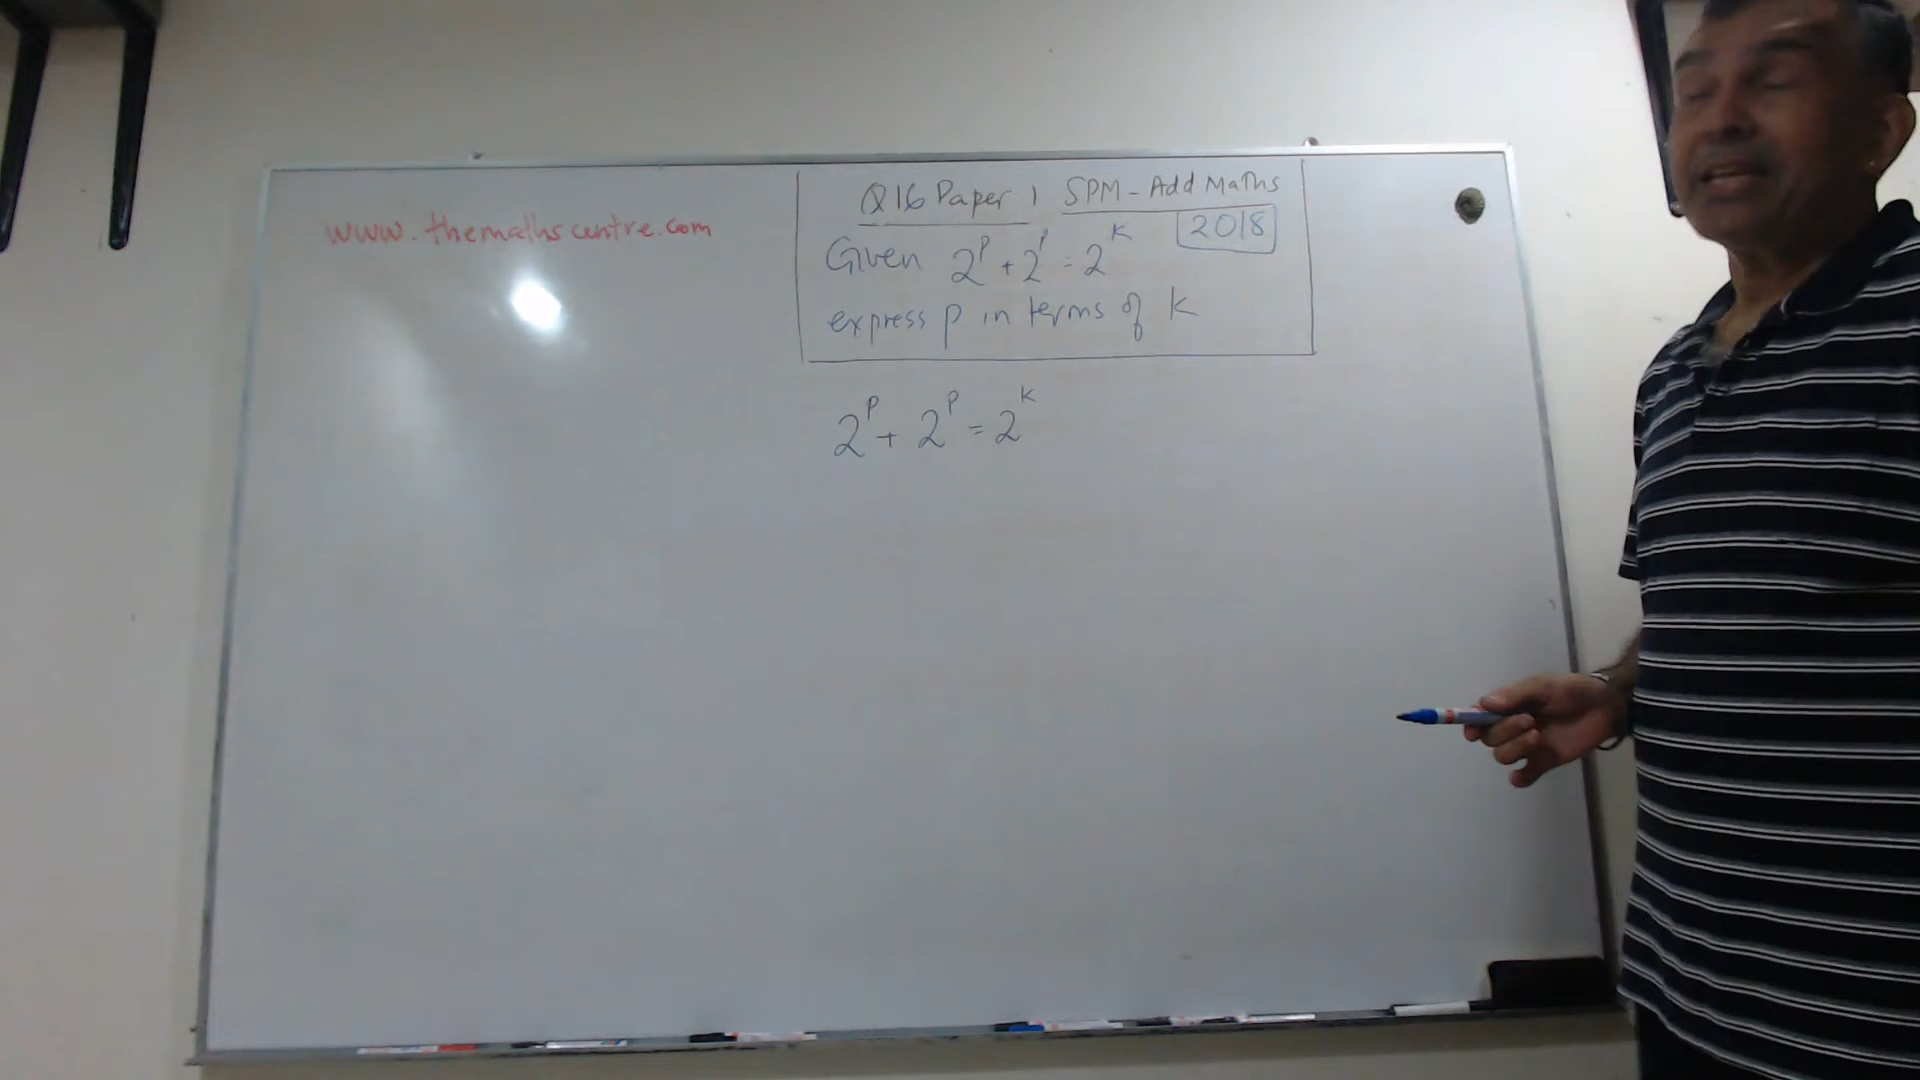 www.themathscentre.com
Q16 Paper 1 SPM - Add Maths
2018
Given 2^p + 2^p = 2^k
express p in terms of k
2^p + 2^p = 2^k